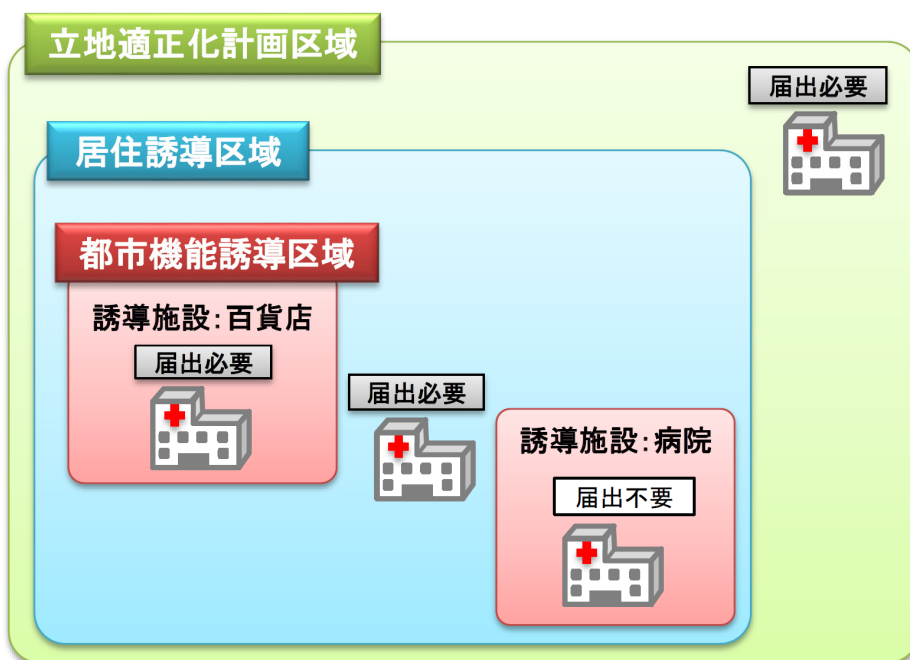 立地適正化計画区域
届出必要
居住誘導区域
都市機能誘導区域
誘導施設:百貨店
届出必要
届出必要
誘導施設:病院
届出不要